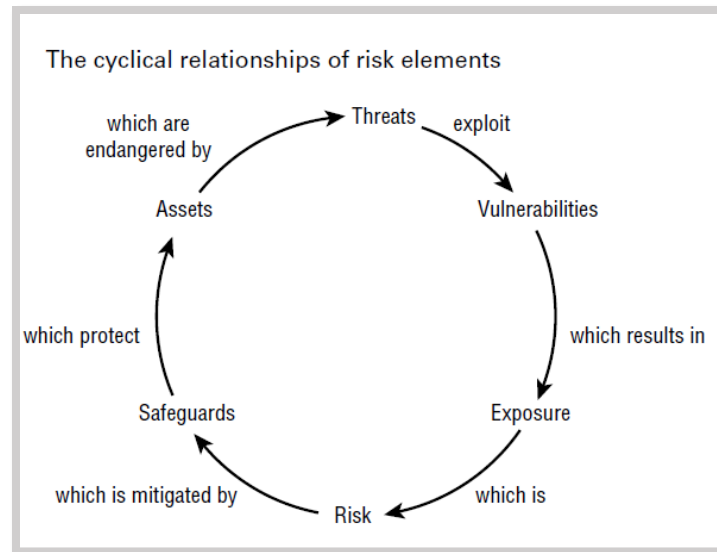 The cyclical relationships of risk elements
which are
endangered by
Threats
exploit
Assets
Vulnerabilities
which protect
which results in
Safeguards
Exposure
which is mitigated by
which is
Risk